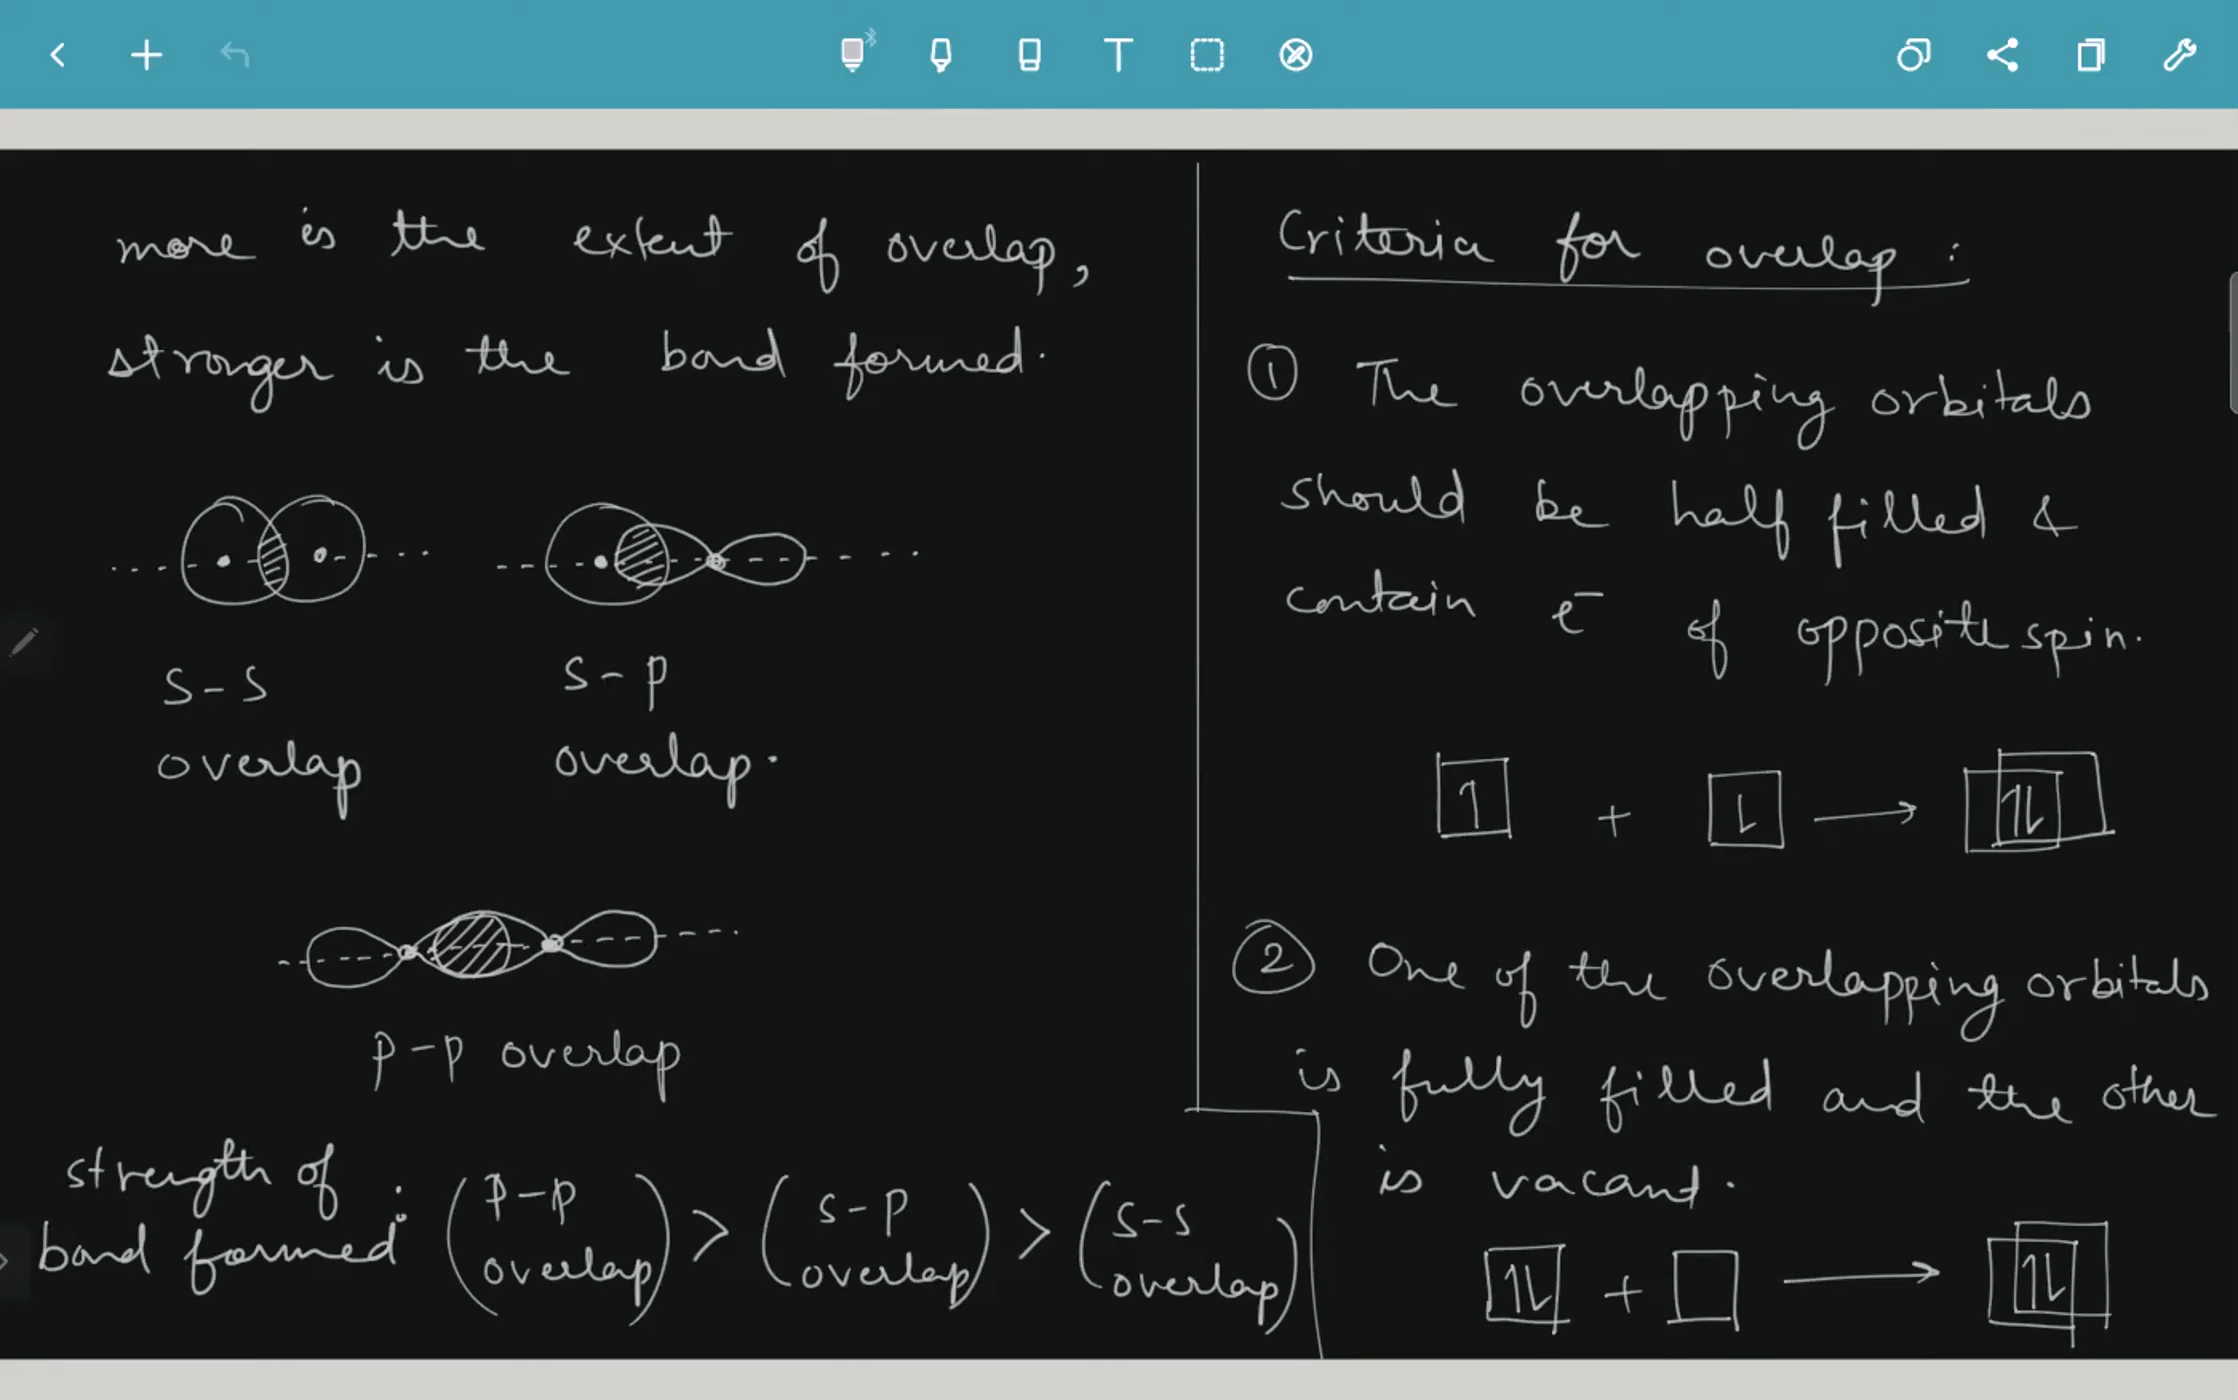 more is the extent of overlap,
stronger is the bond formed.
s-s
overlap
s-p
overlap.
p-p overlap
strength of
bond formed :
(p-p
overlap) > (s-p
overlap) > (s-s
overlap)
Criteria for overlap :
① The overlapping orbitals
should be half filled &
contain e⁻ of opposite spin.
↿ + ⇂ → ↿⇂
② One of the overlapping orbitals
is fully filled and the other
is vacant.
↿⇂ + □ → ↿⇂